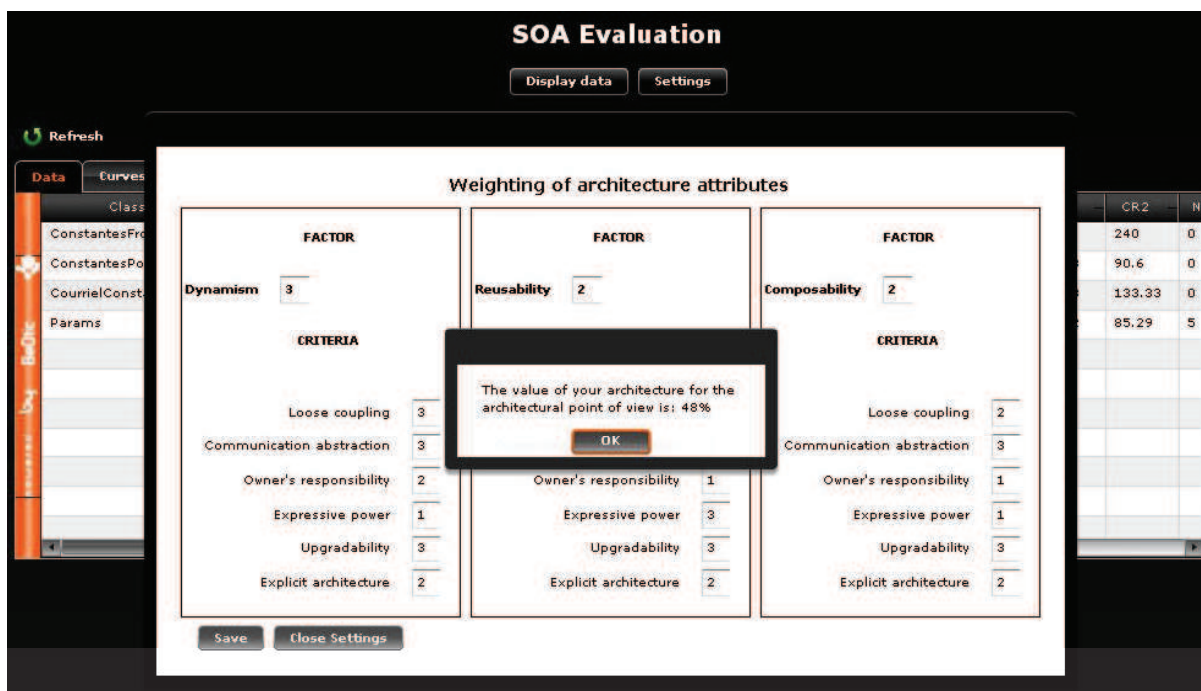 SOA Evaluation
Display data Settings
Refresh
Data Curves
Weighting of architecture attributes
Class CR2 N
ConstantesFro 240 0
ConstantesPo 90.6 0
CourrielConst 133.33 0
Params 85.29 5
FACTOR FACTOR FACTOR
Dynamism 3 Reusability 2 Composability 2
CRITERIA CRITERIA
The value of your architecture for the
architectural point of view is: 48%
OK
Loose coupling 3 Loose coupling 2
Communication abstraction 3 Communication abstraction 3
Owner's responsibility 2 Owner's responsibility 1 Owner's responsibility 1
Expressive power 1 Expressive power 3 Expressive power 1
Upgradability 3 Upgradability 3 Upgradability 3
Explicit architecture 2 Explicit architecture 2 Explicit architecture 2
Save Close Settings
powered by BeOtic